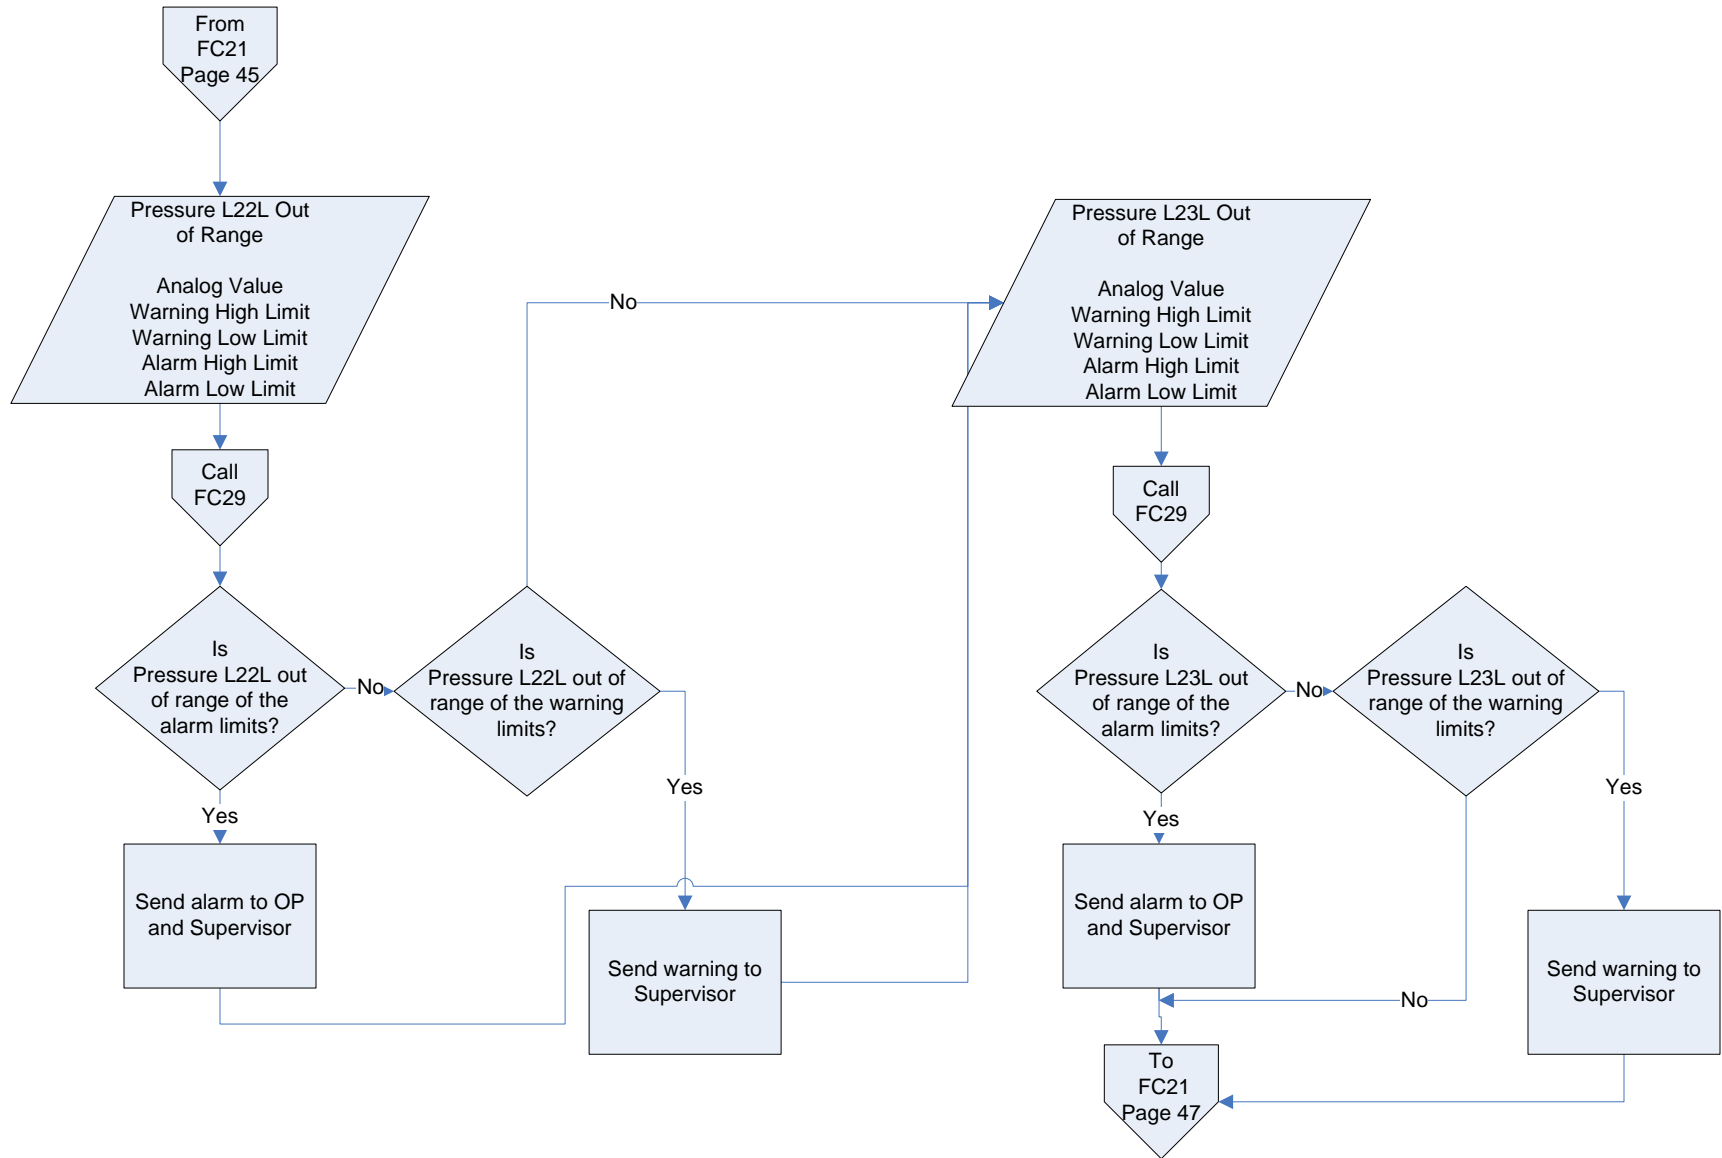 From
FC21
Page 45
Pressure L22L Out
of Range
Analog Value
Warning High Limit
Warning Low Limit
Alarm High Limit
Alarm Low Limit
Call
FC29
Is
Pressure L22L out
of range of the
alarm limits?
No
Is
Pressure L22L out of
range of the warning
limits?
No
Yes
Send alarm to OP
and Supervisor
Yes
Send warning to
Supervisor
Pressure L23L Out
of Range
Analog Value
Warning High Limit
Warning Low Limit
Alarm High Limit
Alarm Low Limit
Call
FC29
Is
Pressure L23L out
of range of the
alarm limits?
No
Is
Pressure L23L out of
range of the warning
limits?
Yes
Send alarm to OP
and Supervisor
Yes
Send warning to
Supervisor
No
To
FC21
Page 47